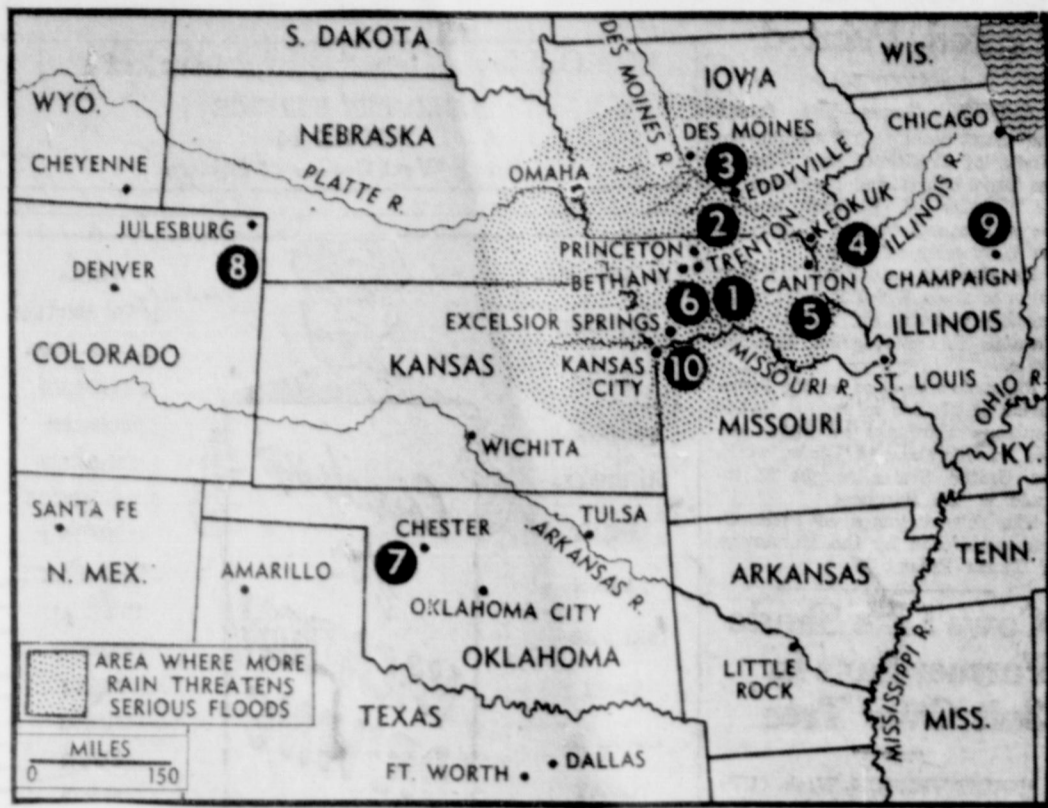 S. DAKOTA
DES MOINES R.
IOWA
WIS.
WYO.
NEBRASKA
DES MOINES
CHICAGO
CHEYENNE
PLATTE R.
OMAHA
3
EDDYVILLE
ILLINOIS R.
JULESBURG
8
2
PRINCETON
TRENTON
KEOKUK
4
9
DENVER
BETHANY
CANTON
CHAMPAIGN
6
1
5
ILLINOIS
EXCELSIOR SPRINGS
COLORADO
KANSAS
KANSAS
CITY
10
MISSOURI R.
ST. LOUIS
OHIO R.
MISSOURI
KY.
WICHITA
SANTA FE
CHESTER
TULSA
7
ARKANSAS R.
TENN.
N. MEX.
AMARILLO
ARKANSAS
OKLAHOMA CITY
OKLAHOMA
LITTLE
ROCK
MISSISSIPPI R.
AREA WHERE MORE
RAIN THREATENS
SERIOUS FLOODS
TEXAS
MISS.
MILES
0 150
FT. WORTH
DALLAS